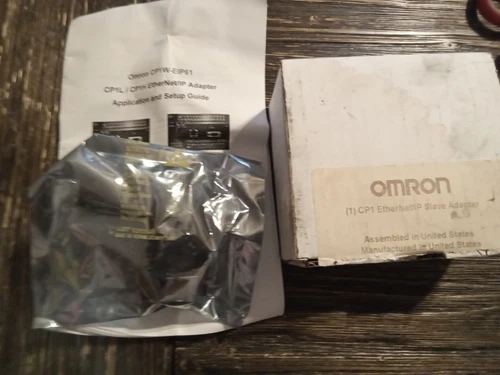 Omron CP1W-EIP61
CP1L / CP1H EtherNet/IP Adapter
Application and Setup Guide
OMRON
(1) CP1 EtherNet/IP Slave Adapter
Assembled in United States
Manufactured in United States